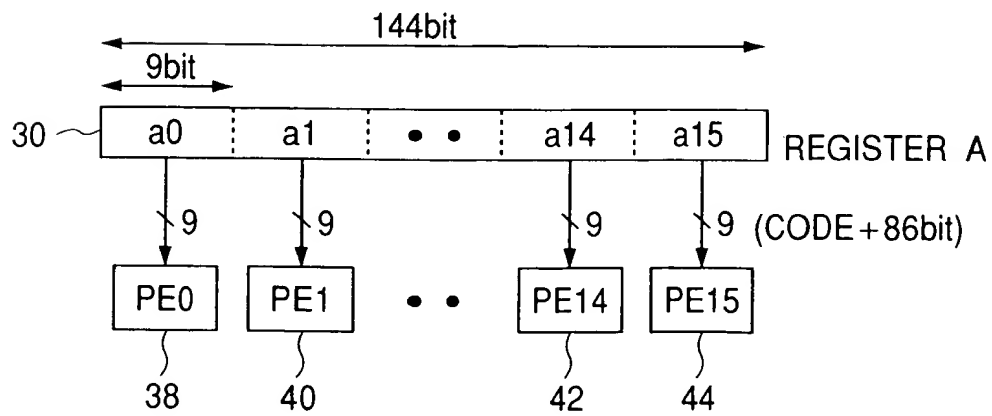 144bit
9bit
30 a0 a1 a14 a15 REGISTER A
9 9 9 9 (CODE+86bit)
PE0 PE1 PE14 PE15
38 40 42 44